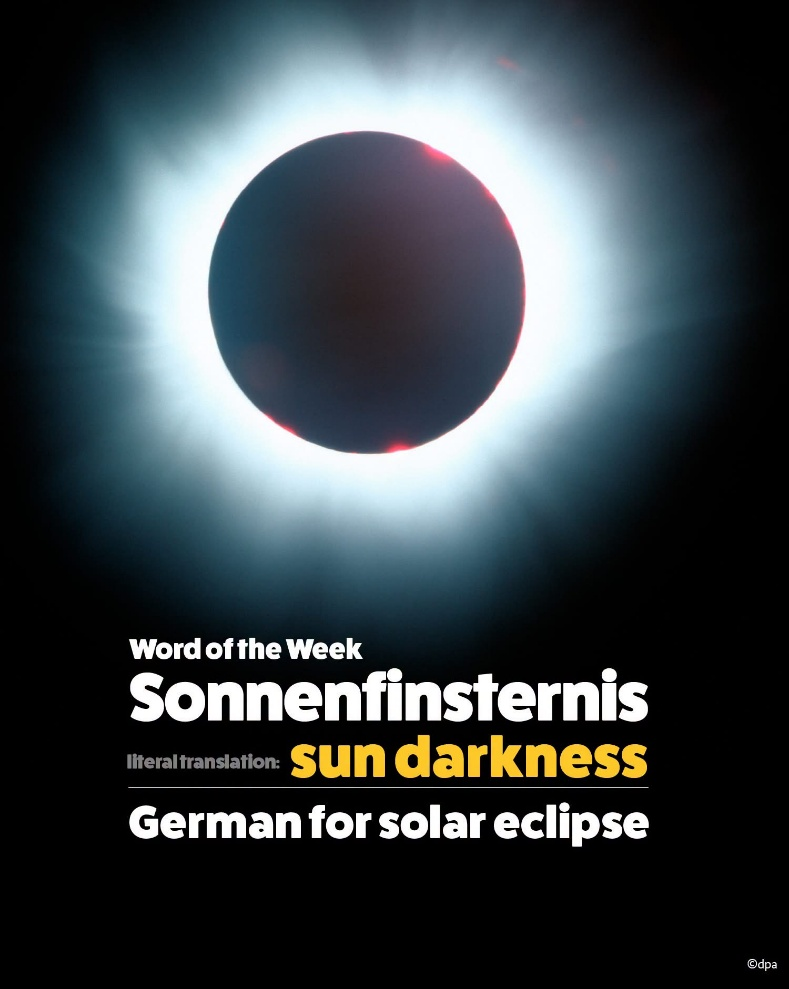 Word of the Week
Sonnenfinsternis
literal translation: sun darkness
German for solar eclipse
©dpa